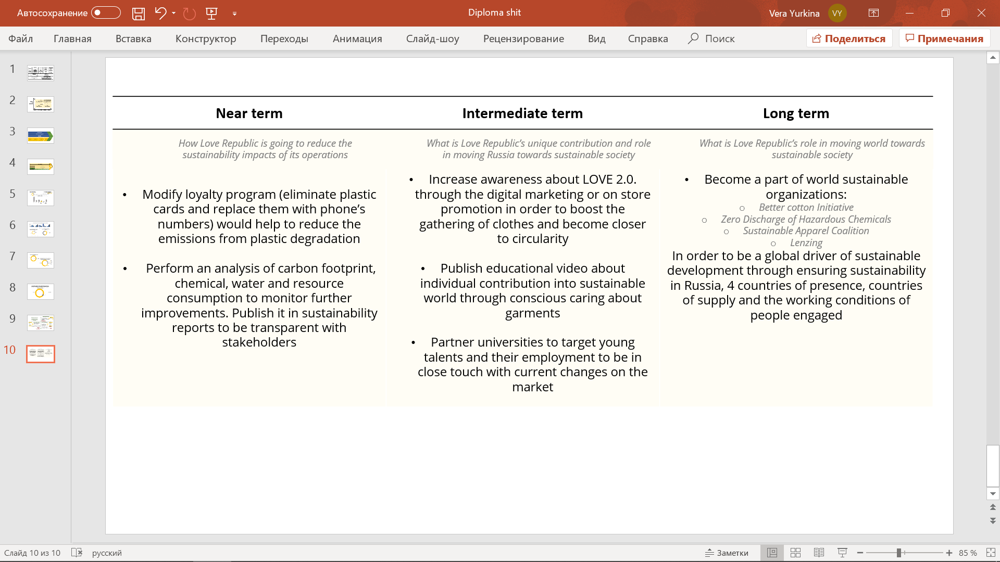 Автосохранение
Diploma shit
Vera Yurkina
VY
Файл Главная Вставка Конструктор Переходы Анимация Слайд-шоу Рецензирование Вид Справка Поиск Поделиться Примечания
1
2
3
4
5
6
7
8
9
10
Near term
How Love Republic is going to reduce the
sustainability impacts of its operations
• Modify loyalty program (eliminate plastic
cards and replace them with phone’s
numbers) would help to reduce the
emissions from plastic degradation
• Perform an analysis of carbon footprint,
chemical, water and resource
consumption to monitor further
improvements. Publish it in sustainability
reports to be transparent with
stakeholders
Intermediate term
What is Love Republic’s unique contribution and role
in moving Russia towards sustainable society
• Increase awareness about LOVE 2.0.
through the digital marketing or on store
promotion in order to boost the
gathering of clothes and become closer
to circularity
• Publish educational video about
individual contribution into sustainable
world through conscious caring about
garments
• Partner universities to target young
talents and their employment to be in
close touch with current changes on the
market
Long term
What is Love Republic’s role in moving world towards
sustainable society
• Become a part of world sustainable
organizations:
○ Better cotton Initiative
○ Zero Discharge of Hazardous Chemicals
○ Sustainable Apparel Coalition
○ Lenzing
In order to be a global driver of sustainable
development through ensuring sustainability
in Russia, 4 countries of presence, countries
of supply and the working conditions of
people engaged
Слайд 10 из 10 русский Заметки 85 %